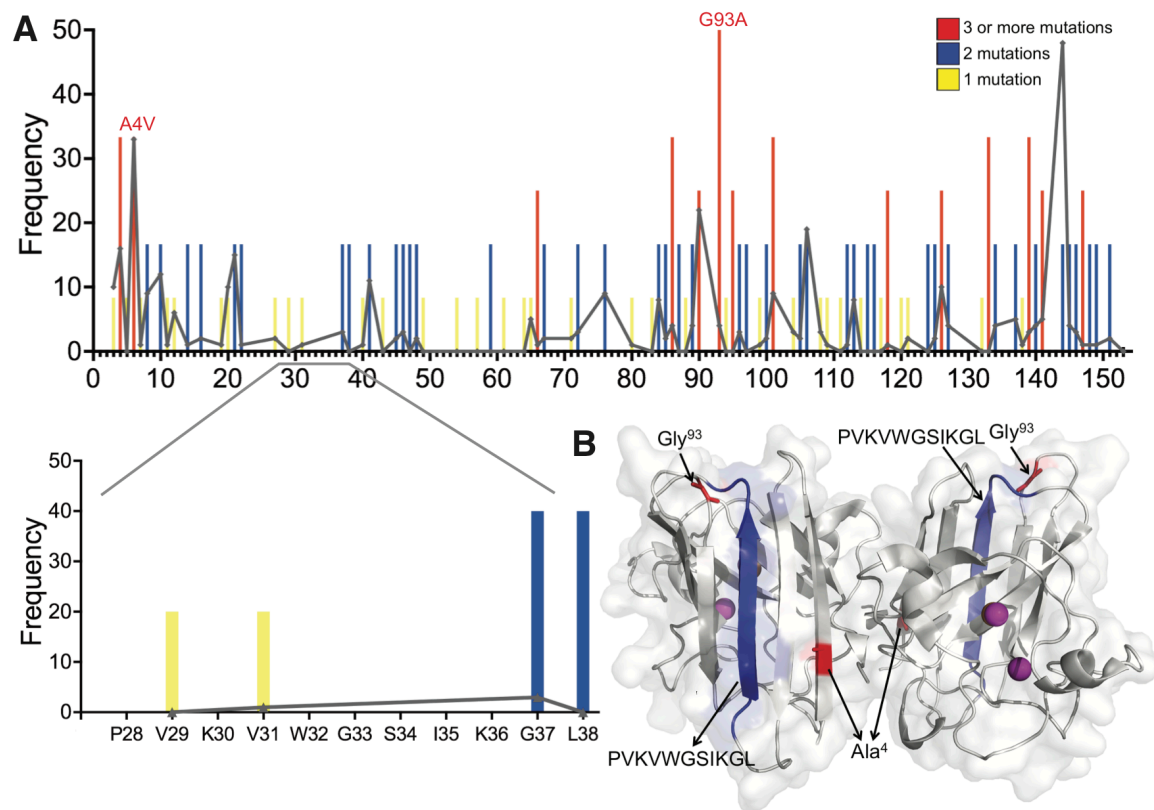 A
G93A
A4V
3 or more mutations
2 mutations
1 mutation
Frequency
50
40
30
20
10
0
0 10 20 30 40 50 60 70 80 90 100 110 120 130 140 150
B
Gly93
PVKVWGSIKGL
Gly93
PVKVWGSIKGL
Ala4
Frequency
50
40
30
20
10
0
P28 V29 K30 V31 W32 G33 S34 I35 K36 G37 L38